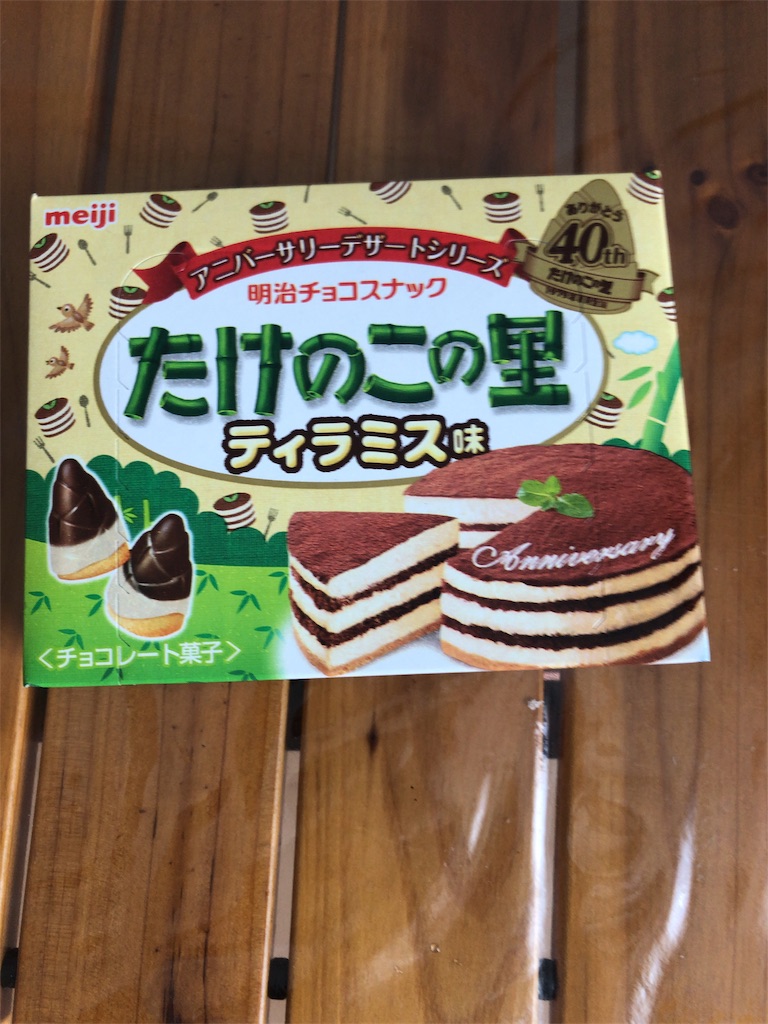 meiji
アニバーサリーデザートシリーズ
ありがとう
40th
たけのこの里
明治チョコスナック
たけのこの里
ティラミス味
Anniversary
<チョコレート菓子>